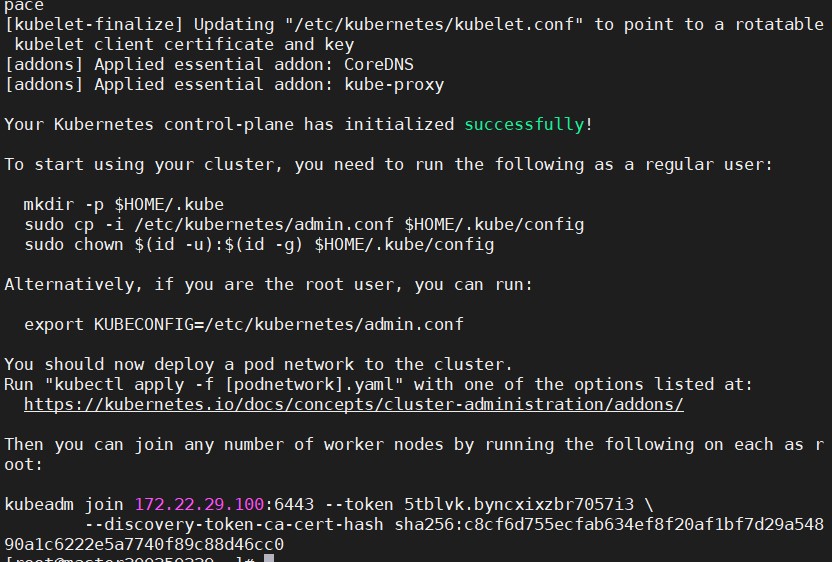 pace
[kubelet-finalize] Updating "/etc/kubernetes/kubelet.conf" to point to a rotatable
 kubelet client certificate and key
[addons] Applied essential addon: CoreDNS
[addons] Applied essential addon: kube-proxy

Your Kubernetes control-plane has initialized successfully!

To start using your cluster, you need to run the following as a regular user:

  mkdir -p $HOME/.kube
  sudo cp -i /etc/kubernetes/admin.conf $HOME/.kube/config
  sudo chown $(id -u):$(id -g) $HOME/.kube/config

Alternatively, if you are the root user, you can run:

  export KUBECONFIG=/etc/kubernetes/admin.conf

You should now deploy a pod network to the cluster.
Run "kubectl apply -f [podnetwork].yaml" with one of the options listed at:
  https://kubernetes.io/docs/concepts/cluster-administration/addons/

Then you can join any number of worker nodes by running the following on each as r
oot:

kubeadm join 172.22.29.100:6443 --token 5tblvk.byncxixzbr7057i3 \
        --discovery-token-ca-cert-hash sha256:c8cf6d755ecfab634ef8f20af1bf7d29a548
90a1c6222e5a7740f89c88d46cc0